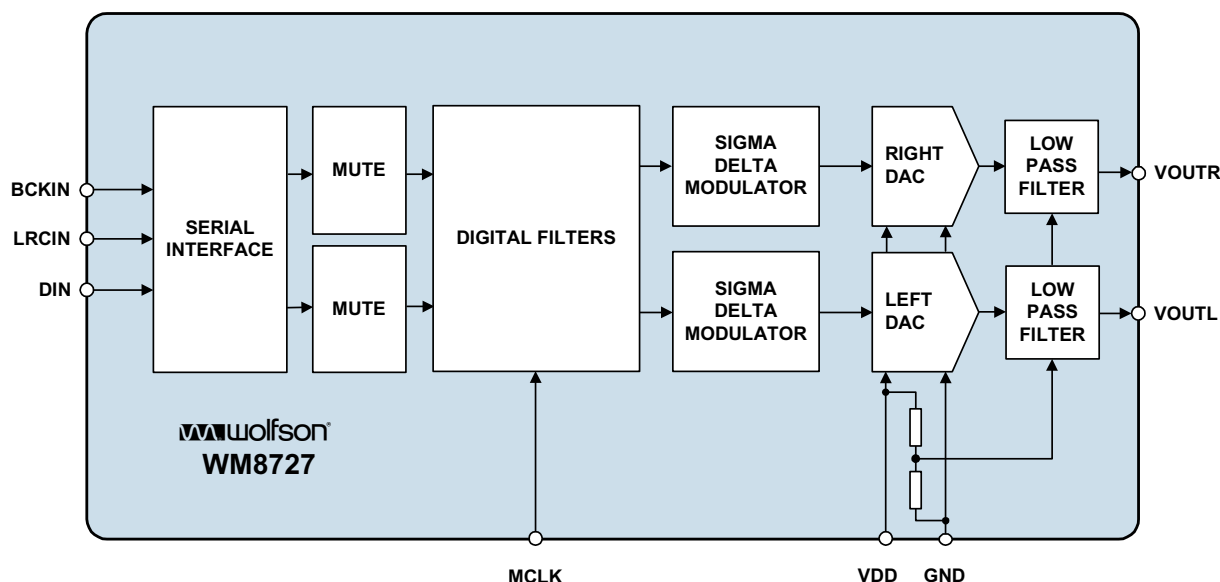 BCKIN
LRCIN
DIN
SERIAL
INTERFACE
MUTE
MUTE
DIGITAL FILTERS
SIGMA
DELTA
MODULATOR
SIGMA
DELTA
MODULATOR
RIGHT
DAC
LEFT
DAC
LOW
PASS
FILTER
LOW
PASS
FILTER
VOUTR
VOUTL
wolfson®
WM8727
MCLK
VDD
GND